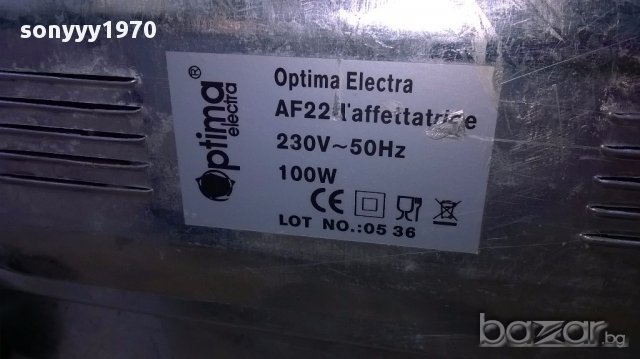 sonyyy1970
Optima
electra
®
Optima Electra
AF22 l'affettatrice
230V~50Hz
100W
CE
LOT NO.:05 36
bazar.bg